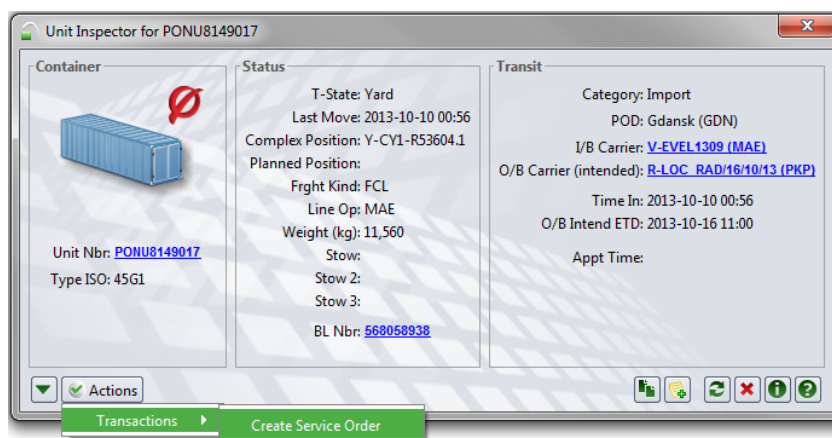 Unit Inspector for PONU8149017
Container
Unit Nbr: PONU8149017
Type ISO: 45G1
Status
T-State: Yard
Last Move: 2013-10-10 00:56
Complex Position: Y-CY1-R53604.1
Planned Position:
Frght Kind: FCL
Line Op: MAE
Weight (kg): 11,560
Stow:
Stow 2:
Stow 3:
BL Nbr: 568058938
Transit
Category: Import
POD: Gdansk (GDN)
I/B Carrier: V-EVEL1309 (MAE)
O/B Carrier (intended): R-LOC_RAD/16/10/13 (PKP)
Time In: 2013-10-10 00:56
O/B Intend ETD: 2013-10-16 11:00
Appt Time:
Actions
Transactions
Create Service Order